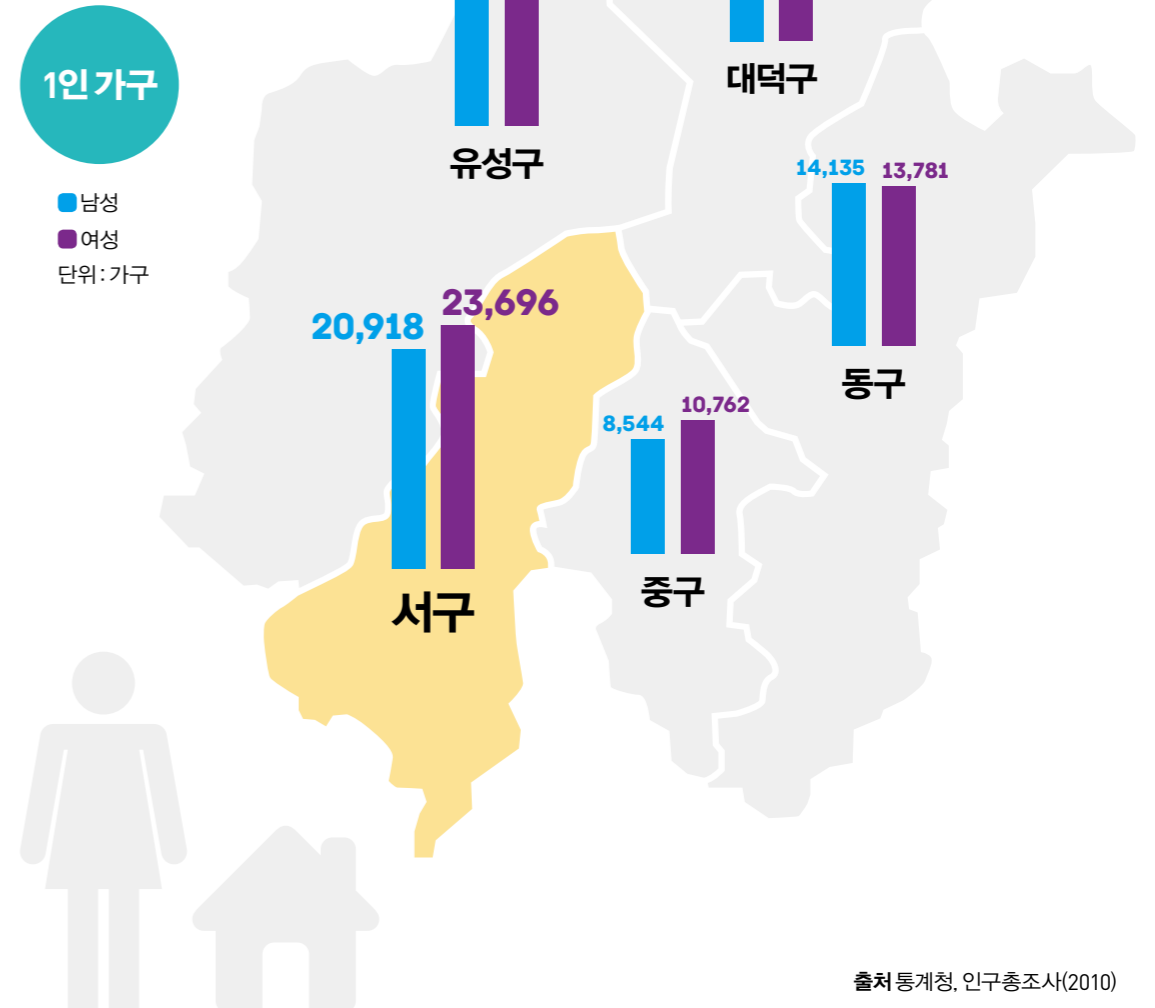 1인 가구
남성
여성
단위 : 가구
대덕구
유성구
14,135 13,781
동구
20,918 23,696
서구
8,544 10,762
중구
출처 통계청, 인구총조사(2010)